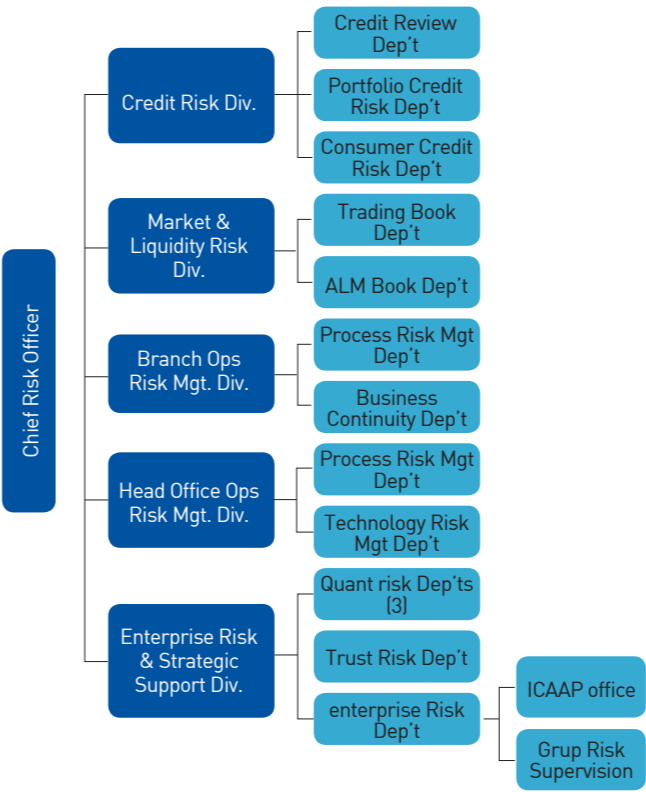 Chief Risk Officer
Credit Risk Div.
Credit Review
Dep't
Portfolio Credit
Risk Dep't
Consumer Credit
Risk Dep't
Market &
Liquidity Risk
Div.
Trading Book
Dep't
ALM Book Dep't
Branch Ops
Risk Mgt. Div.
Process Risk Mgt
Dep't
Business
Continuity Dep't
Head Office Ops
Risk Mgt. Div.
Process Risk Mgt
Dep't
Technology Risk
Mgt Dep't
Enterprise Risk
& Strategic
Support Div.
Quant risk Dep'ts
(3)
Trust Risk Dep't
enterprise Risk
Dep't
ICAAP office
Grup Risk
Supervision